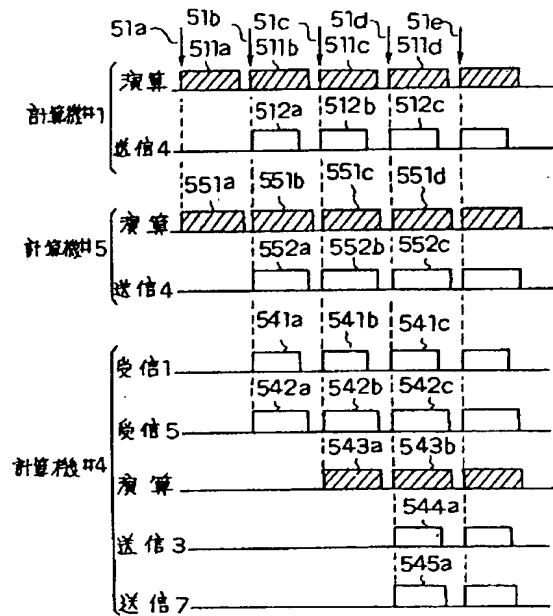 51a 51b 51c 51d 51e
511a 511b 511c 511d
演算
計算機#1
512a 512b 512c
送信4
551a 551b 551c 551d
演算
計算機#5
552a 552b 552c
送信4
541a 541b 541c
受信1
542a 542b 542c
受信5
計算機#4
543a 543b
演算
544a
送信3
545a
送信7